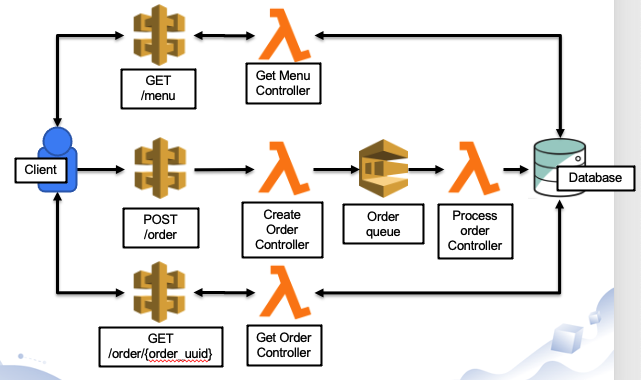 GET
/menu
Get Menu
Controller
Client
POST
/order
Create
Order
Controller
Order
queue
Process
order
Controller
Database
GET
/order/{order_uuid}
Get Order
Controller